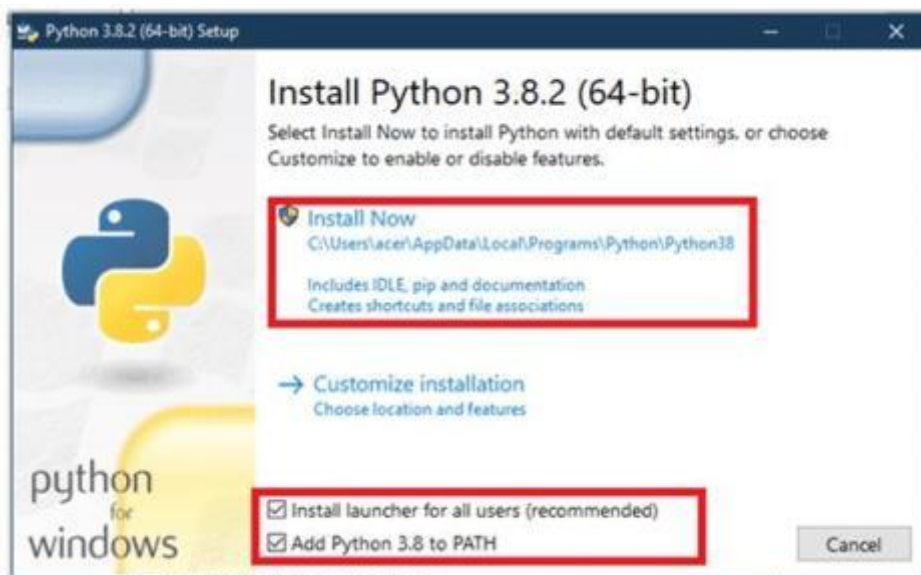 Python 3.8.2 (64-bit) Setup
Install Python 3.8.2 (64-bit)
Select Install Now to install Python with default settings, or choose
Customize to enable or disable features.
Install Now
C:\Users\acer\AppData\Local\Programs\Python\Python38
Includes IDLE, pip and documentation
Creates shortcuts and file associations
Customize installation
Choose location and features
python
for
windows
Install launcher for all users (recommended)
Add Python 3.8 to PATH
Cancel